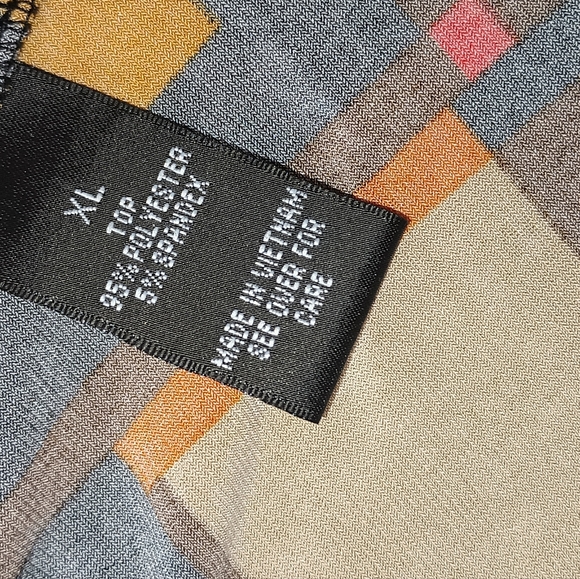 XL
TOP
95% POLYESTER
5% SPANDEX
MADE IN VIETNAM
SEE OVER FOR
CARE